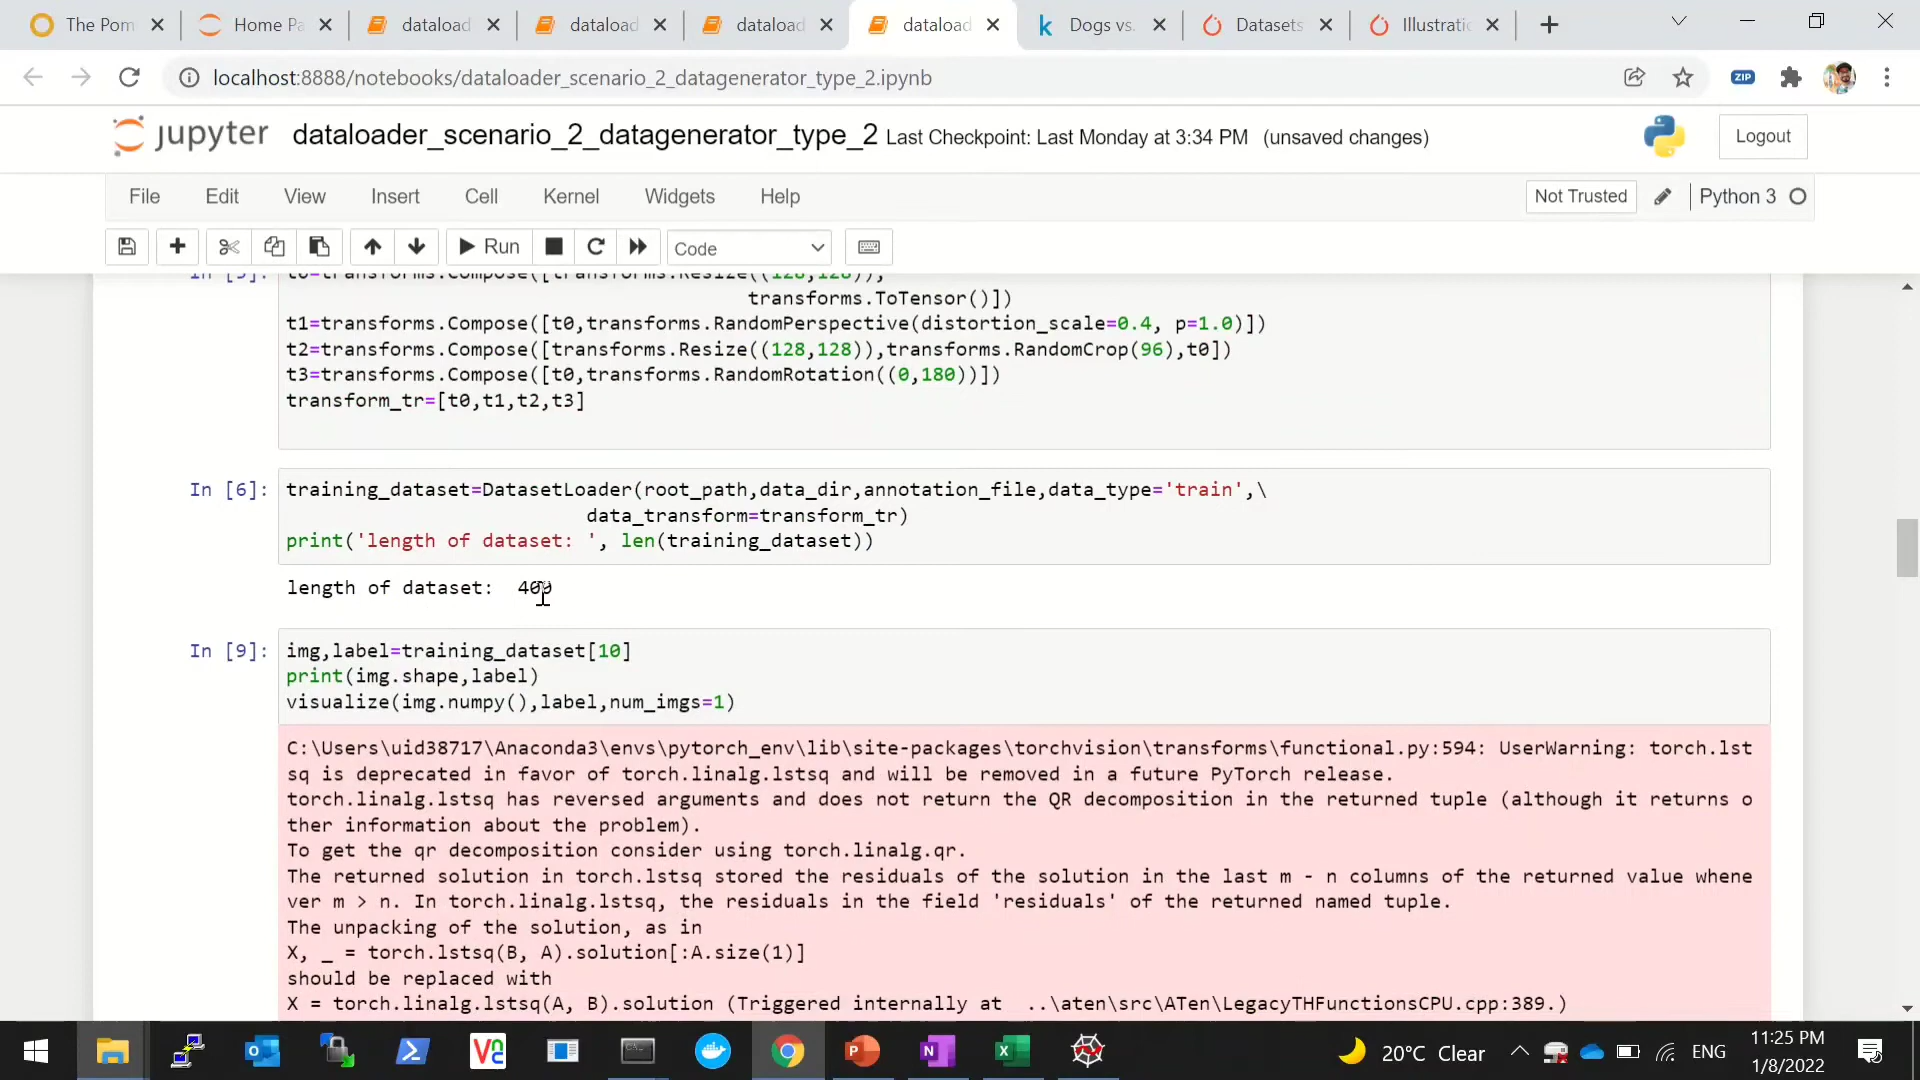 The Pom
Home Pa
dataload
dataload
dataload
dataload
Dogs vs.
Datasets
Illustratio
localhost:8888/notebooks/dataloader_scenario_2_datagenerator_type_2.ipynb
ZIP
jupyter
dataloader_scenario_2_datagenerator_type_2 Last Checkpoint: Last Monday at 3:34 PM (unsaved changes)
Logout
File Edit View Insert Cell Kernel Widgets Help
Not Trusted
Python 3
Run
Code
In [5]: t0=transforms.Compose([transforms.Resize((128,128)),
transforms.ToTensor()])
t1=transforms.Compose([t0,transforms.RandomPerspective(distortion_scale=0.4, p=1.0)])
t2=transforms.Compose([transforms.Resize((128,128)),transforms.RandomCrop(96),t0])
t3=transforms.Compose([t0,transforms.RandomRotation((0,180))])
transform_tr=[t0,t1,t2,t3]
In [6]: training_dataset=DatasetLoader(root_path,data_dir,annotation_file,data_type='train',\
data_transform=transform_tr)
print('length of dataset: ', len(training_dataset))
length of dataset:  400
In [9]: img,label=training_dataset[10]
print(img.shape,label)
visualize(img.numpy(),label,num_imgs=1)
C:\Users\uid38717\Anaconda3\envs\pytorch_env\lib\site-packages\torchvision\transforms\functional.py:594: UserWarning: torch.lst
sq is deprecated in favor of torch.linalg.lstsq and will be removed in a future PyTorch release.
torch.linalg.lstsq has reversed arguments and does not return the QR decomposition in the returned tuple (although it returns o
ther information about the problem).
To get the qr decomposition consider using torch.linalg.qr.
The returned solution in torch.lstsq stored the residuals of the solution in the last m - n columns of the returned value whene
ver m > n. In torch.linalg.lstsq, the residuals in the field 'residuals' of the returned named tuple.
The unpacking of the solution, as in
X, _ = torch.lstsq(B, A).solution[:A.size(1)]
should be replaced with
X = torch.linalg.lstsq(A, B).solution (Triggered internally at  ..\aten\src\ATen\LegacyTHFunctionsCPU.cpp:389.)
20°C Clear
ENG
11:25 PM
1/8/2022